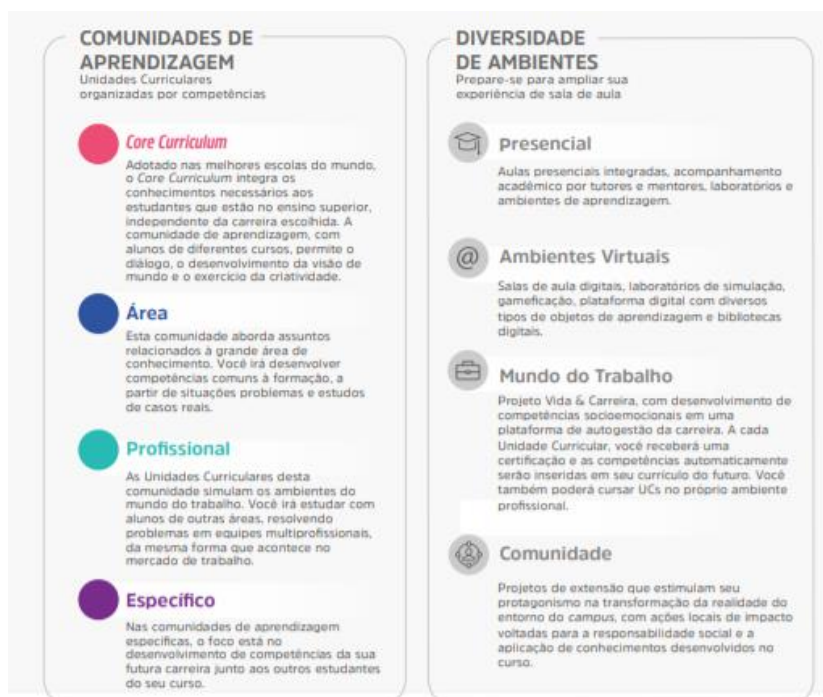 COMUNIDADES DE
APRENDIZAGEM
Unidades Curriculares
organizadas por competências
Core Curriculum
Adotado nas melhores escolas do mundo,
o Core Curriculum integra os
conhecimentos necessários aos
estudantes que estão no ensino superior,
independente da carreira escolhida. A
comunidade de aprendizagem, com
alunos de diferentes cursos, permite o
diálogo, o desenvolvimento da visão de
mundo e o exercício da criatividade.
Área
Esta comunidade aborda assuntos
relacionados à grande área de
conhecimento. Você irá desenvolver
competências comuns à formação, a
partir de situações problemas e estudos
de casos reais.
Profissional
As Unidades Curriculares desta
comunidade simulam os ambientes do
mundo do trabalho. Você irá estudar com
alunos de outras áreas, resolvendo
problemas em equipes multiprofissionais,
da mesma forma que acontece no
mercado de trabalho.
Específico
Nas comunidades de aprendizagem
específicas, o foco está no
desenvolvimento de competências da sua
futura carreira junto aos outros estudantes
do seu curso.
DIVERSIDADE
DE AMBIENTES
Prepare-se para ampliar sua
experiência de sala de aula
Presencial
Aulas presenciais integradas, acompanhamento
acadêmico por tutores e mentores, laboratórios e
ambientes de aprendizagem.
@ Ambientes Virtuais
Salas de aula digitais, laboratórios de simulação,
gameficação, plataforma digital com diversos
tipos de objetos de aprendizagem e bibliotecas
digitais.
Mundo do Trabalho
Projeto Vida & Carreira, com desenvolvimento de
competências socioemocionais em uma
plataforma de autogestão da carreira. A cada
Unidade Curricular, você receberá uma
certificação e as competências automaticamente
serão inseridas em seu currículo do futuro. Você
também poderá cursar UCs no próprio ambiente
profissional.
Comunidade
Projetos de extensão que estimulam seu
protagonismo na transformação da realidade do
entorno do campus, com ações locais de impacto
voltadas para a responsabilidade social e a
aplicação de conhecimentos desenvolvidos no
curso.